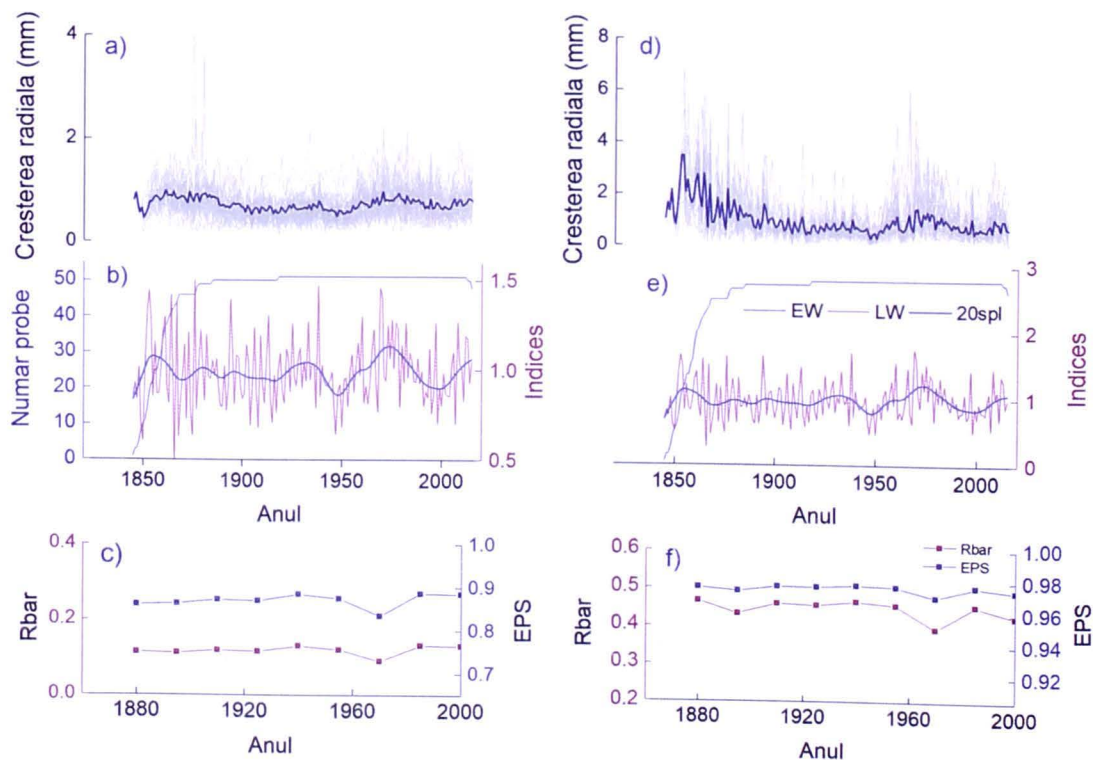 a)
Cresterea radiala (mm)
4
2
0
b)
Numar probe
50
40
30
20
10
0
1.5
1.0
0.5
Indices
1850
1900
1950
2000
Anul
c)
Rbar
0.4
0.2
0.0
1.0
0.9
0.8
0.7
EPS
1880
1920
1960
2000
Anul
d)
Cresterea radiala (mm)
8
6
4
2
0
e)
EW LW 20spl
3
2
1
0
Indices
1850
1900
1950
2000
Anul
f)
Rbar
EPS
Rbar
0.6
0.5
0.4
0.3
0.2
1.00
0.98
0.96
0.94
0.92
EPS
1880
1920
1960
2000
Anul